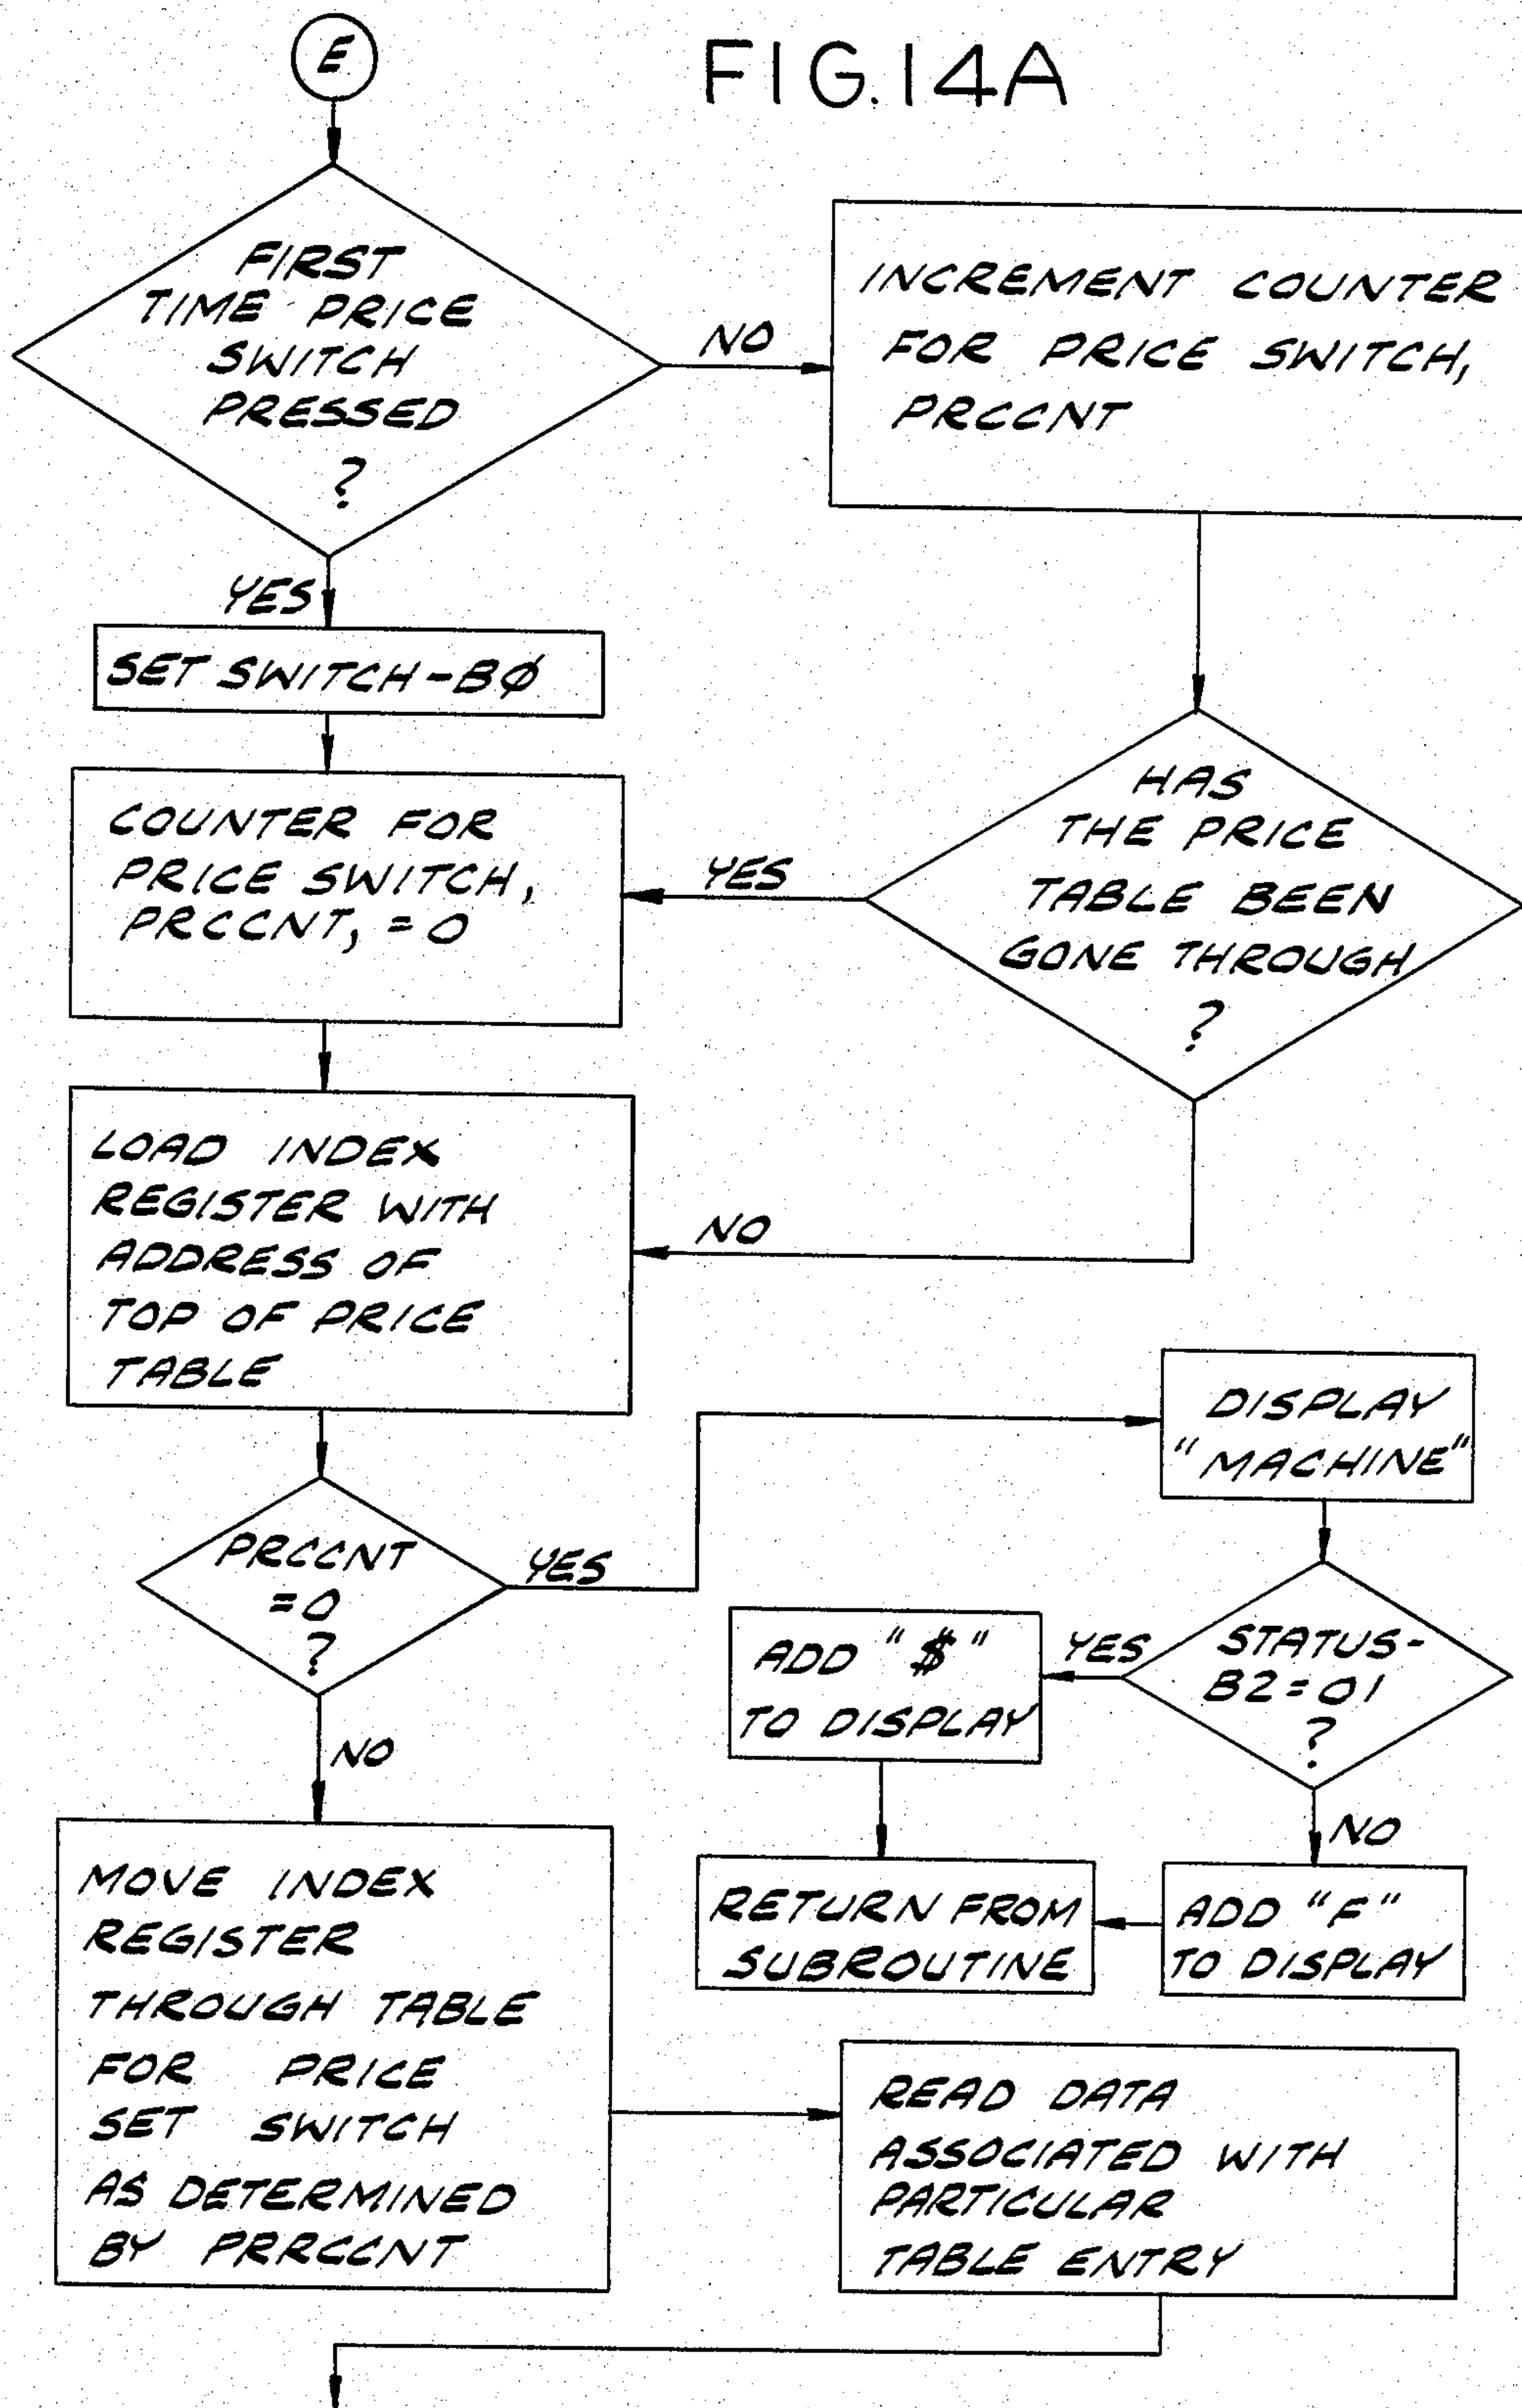 E
FIG. 14A
FIRST
TIME PRICE
SWITCH
PRESSED
?
NO
INCREMENT COUNTER
FOR PRICE SWITCH,
PRCCNT
YES
SET SWITCH-BØ
COUNTER FOR
PRICE SWITCH,
PRCCNT, = 0
YES
HAS
THE PRICE
TABLE BEEN
GONE THROUGH
?
LOAD INDEX
REGISTER WITH
ADDRESS OF
TOP OF PRICE
TABLE
NO
PRCCNT
=0
?
YES
DISPLAY
"MACHINE"
STATUS-
B2=01
?
YES
ADD "$"
TO DISPLAY
NO
ADD "F"
TO DISPLAY
RETURN FROM
SUBROUTINE
NO
MOVE INDEX
REGISTER
THROUGH TABLE
FOR PRICE
SET SWITCH
AS DETERMINED
BY PRRCCNT
READ DATA
ASSOCIATED WITH
PARTICULAR
TABLE ENTRY